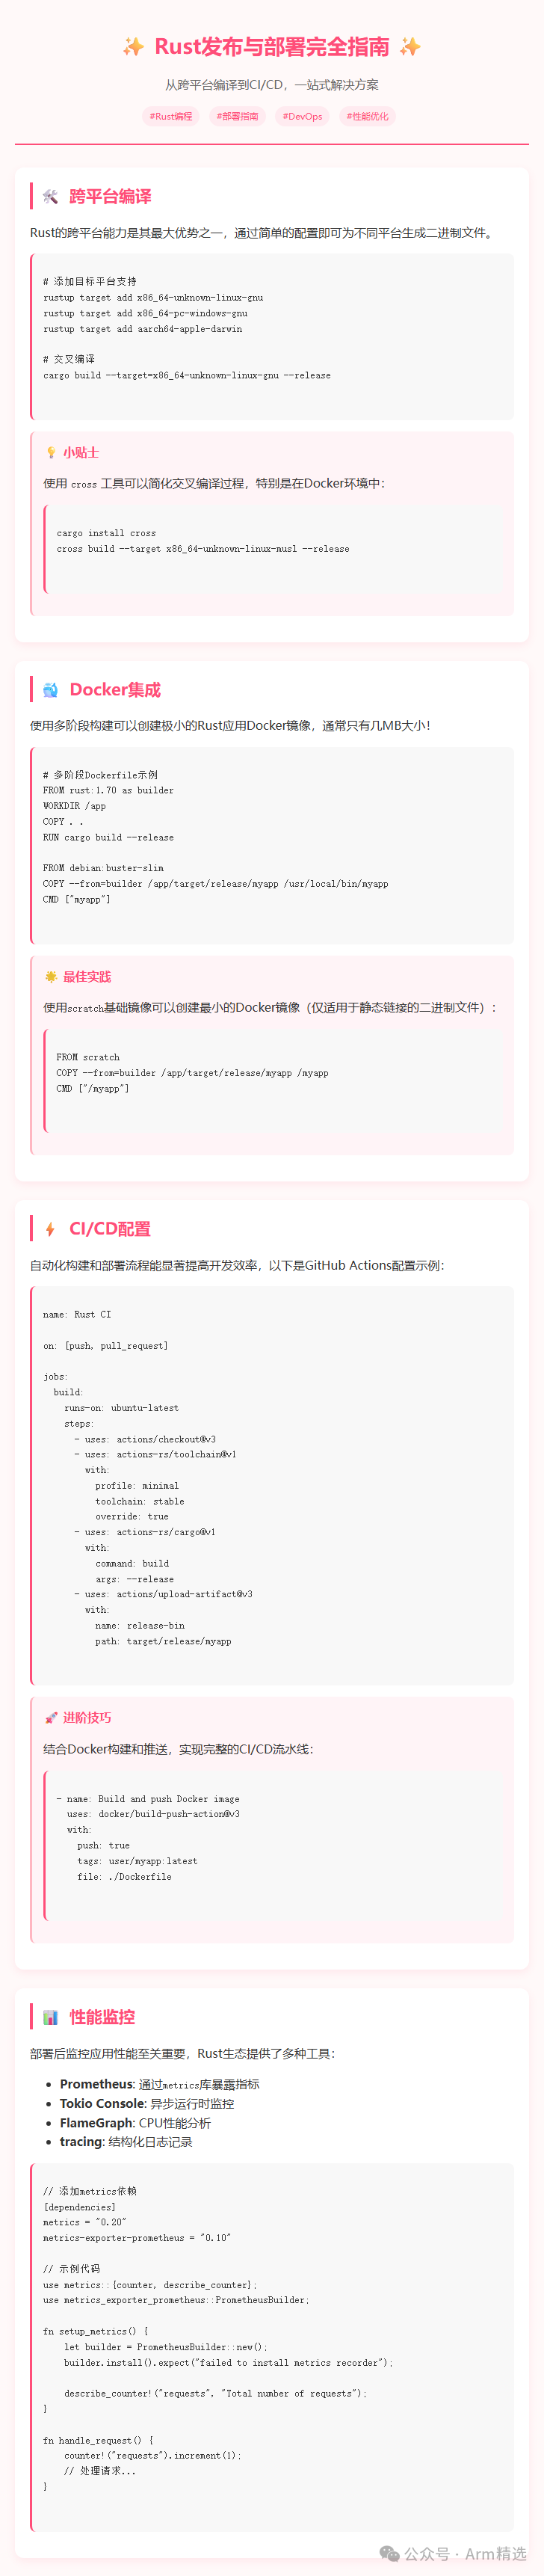 ✨ Rust发布与部署完全指南 ✨
从跨平台编译到CI/CD，一站式解决方案
#Rust编程 #部署指南 #DevOps #性能优化
🛠️ 跨平台编译
Rust的跨平台能力是其最大优势之一，通过简单的配置即可为不同平台生成二进制文件。
# 添加目标平台支持
rustup target add x86_64-unknown-linux-gnu
rustup target add x86_64-pc-windows-gnu
rustup target add aarch64-apple-darwin
# 交叉编译
cargo build --target=x86_64-unknown-linux-gnu --release
💡 小贴士
使用 cross 工具可以简化交叉编译过程，特别是在Docker环境中：
cargo install cross
cross build --target x86_64-unknown-linux-musl --release
🐳 Docker集成
使用多阶段构建可以创建极小的Rust应用Docker镜像，通常只有几MB大小！
# 多阶段Dockerfile示例
FROM rust:1.70 as builder
WORKDIR /app
COPY . .
RUN cargo build --release
FROM debian:buster-slim
COPY --from=builder /app/target/release/myapp /usr/local/bin/myapp
CMD ["myapp"]
🌟 最佳实践
使用scratch基础镜像可以创建最小的Docker镜像（仅适用于静态链接的二进制文件）：
FROM scratch
COPY --from=builder /app/target/release/myapp /myapp
CMD ["/myapp"]
⚡ CI/CD配置
自动化构建和部署流程能显著提高开发效率，以下是GitHub Actions配置示例：
name: Rust CI
on: [push, pull_request]
jobs:
  build:
    runs-on: ubuntu-latest
    steps:
      - uses: actions/checkout@v3
      - uses: actions-rs/toolchain@v1
        with:
          profile: minimal
          toolchain: stable
          override: true
      - uses: actions-rs/cargo@v1
        with:
          command: build
          args: --release
      - uses: actions/upload-artifact@v3
        with:
          name: release-bin
          path: target/release/myapp
🚀 进阶技巧
结合Docker构建和推送，实现完整的CI/CD流水线：
- name: Build and push Docker image
  uses: docker/build-push-action@v3
  with:
    push: true
    tags: user/myapp:latest
    file: ./Dockerfile
📊 性能监控
部署后监控应用性能至关重要，Rust生态提供了多种工具：
• Prometheus: 通过metrics库暴露指标
• Tokio Console: 异步运行时监控
• FlameGraph: CPU性能分析
• tracing: 结构化日志记录
// 添加metrics依赖
[dependencies]
metrics = "0.20"
metrics-exporter-prometheus = "0.10"
// 示例代码
use metrics::{counter, describe_counter};
use metrics_exporter_prometheus::PrometheusBuilder;
fn setup_metrics() {
    let builder = PrometheusBuilder::new();
    builder.install().expect("failed to install metrics recorder");
    describe_counter!("requests", "Total number of requests");
}
fn handle_request() {
    counter!("requests").increment(1);
    // 处理请求...
}
公众号 · Arm精选